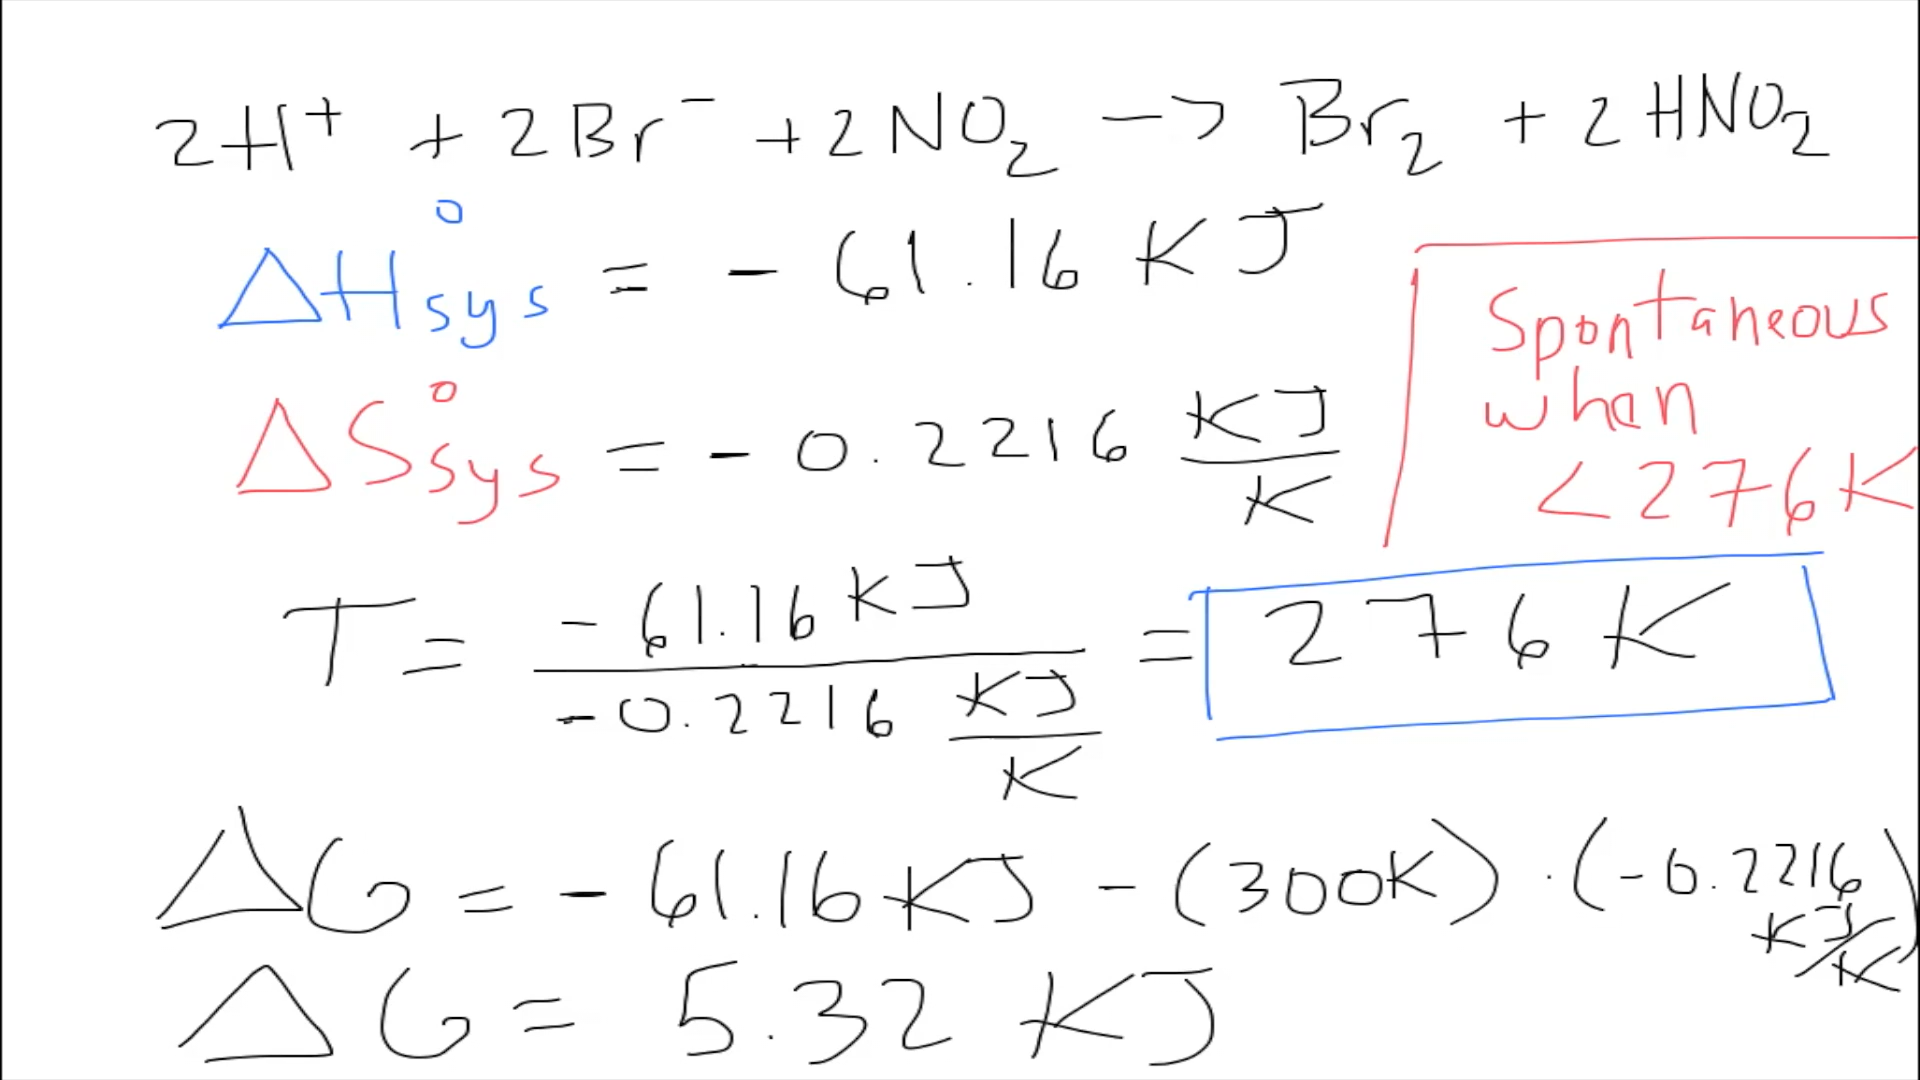 2H⁺ + 2Br⁻ + 2NO₂ → Br₂ + 2HNO₂
ΔH°sys = - 61.16 KJ
ΔS°sys = - 0.2216 KJ/K
Spontaneous
when
<276K
T = -61.16 KJ / -0.2216 KJ/K = 276 K
ΔG = - 61.16 KJ - (300K) · (-0.2216 KJ/K)
ΔG = 5.32 KJ